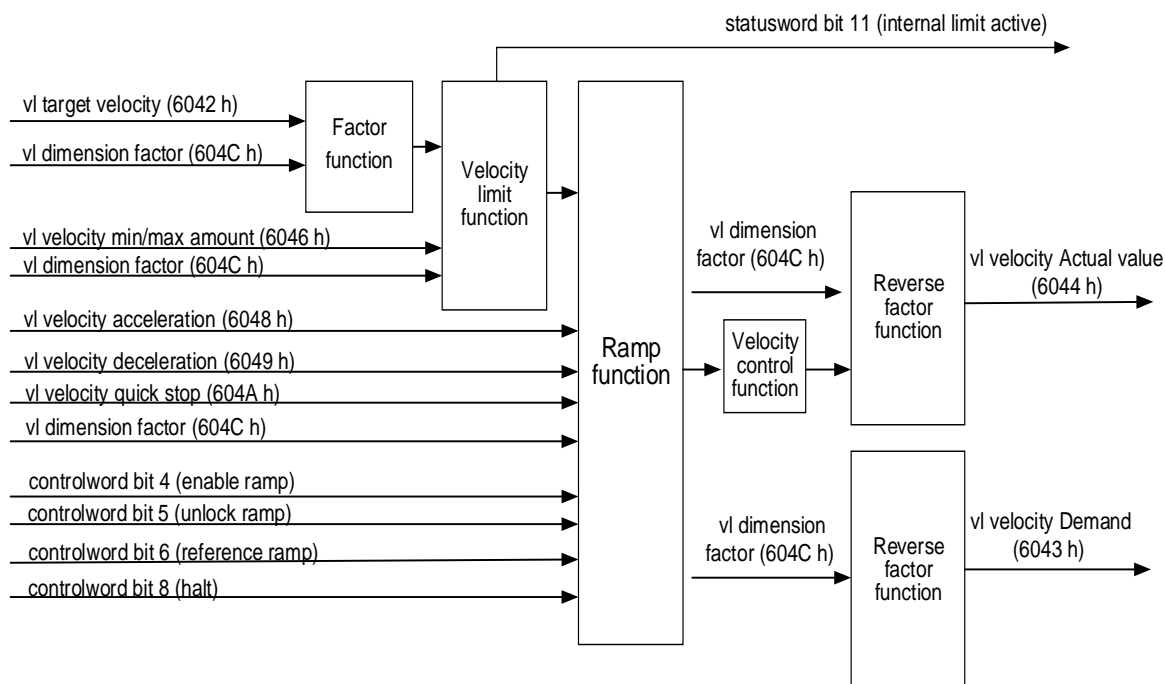 statusword bit 11 (internal limit active)
vl target velocity (6042 h)
vl dimension factor (604C h)
Factor
function
Velocity
limit
function
vl velocity min/max amount (6046 h)
vl dimension factor (604C h)
vl velocity acceleration (6048 h)
vl velocity deceleration (6049 h)
vl velocity quick stop (604A h)
vl dimension factor (604C h)
controlword bit 4 (enable ramp)
controlword bit 5 (unlock ramp)
controlword bit 6 (reference ramp)
controlword bit 8 (halt)
Ramp
function
vl dimension
factor (604C h)
Velocity
control
function
Reverse
factor
function
vl velocity Actual value
(6044 h)
vl dimension
factor (604C h)
Reverse
factor
function
vl velocity Demand
(6043 h)